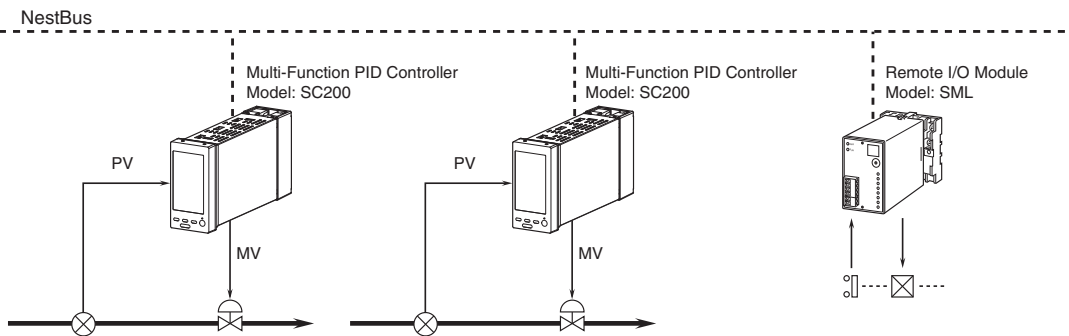 NestBus
Multi-Function PID Controller
Model: SC200
Multi-Function PID Controller
Model: SC200
Remote I/O Module
Model: SML
PV
PV
MV
MV